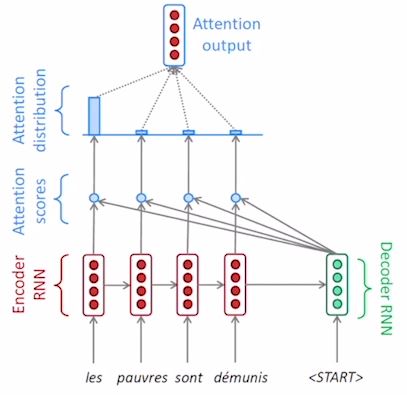 Attention
output
Attention
distribution
Attention
scores
Encoder
RNN
Decoder RNN
les pauvres sont démunis <START>